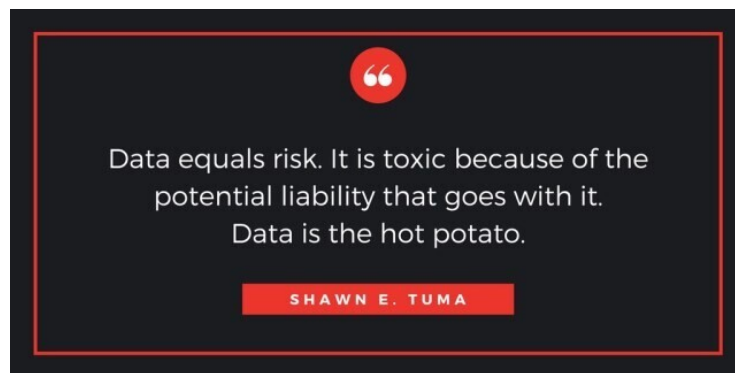 Data equals risk. It is toxic because of the
potential liability that goes with it.
Data is the hot potato.
SHAWN E. TUMA